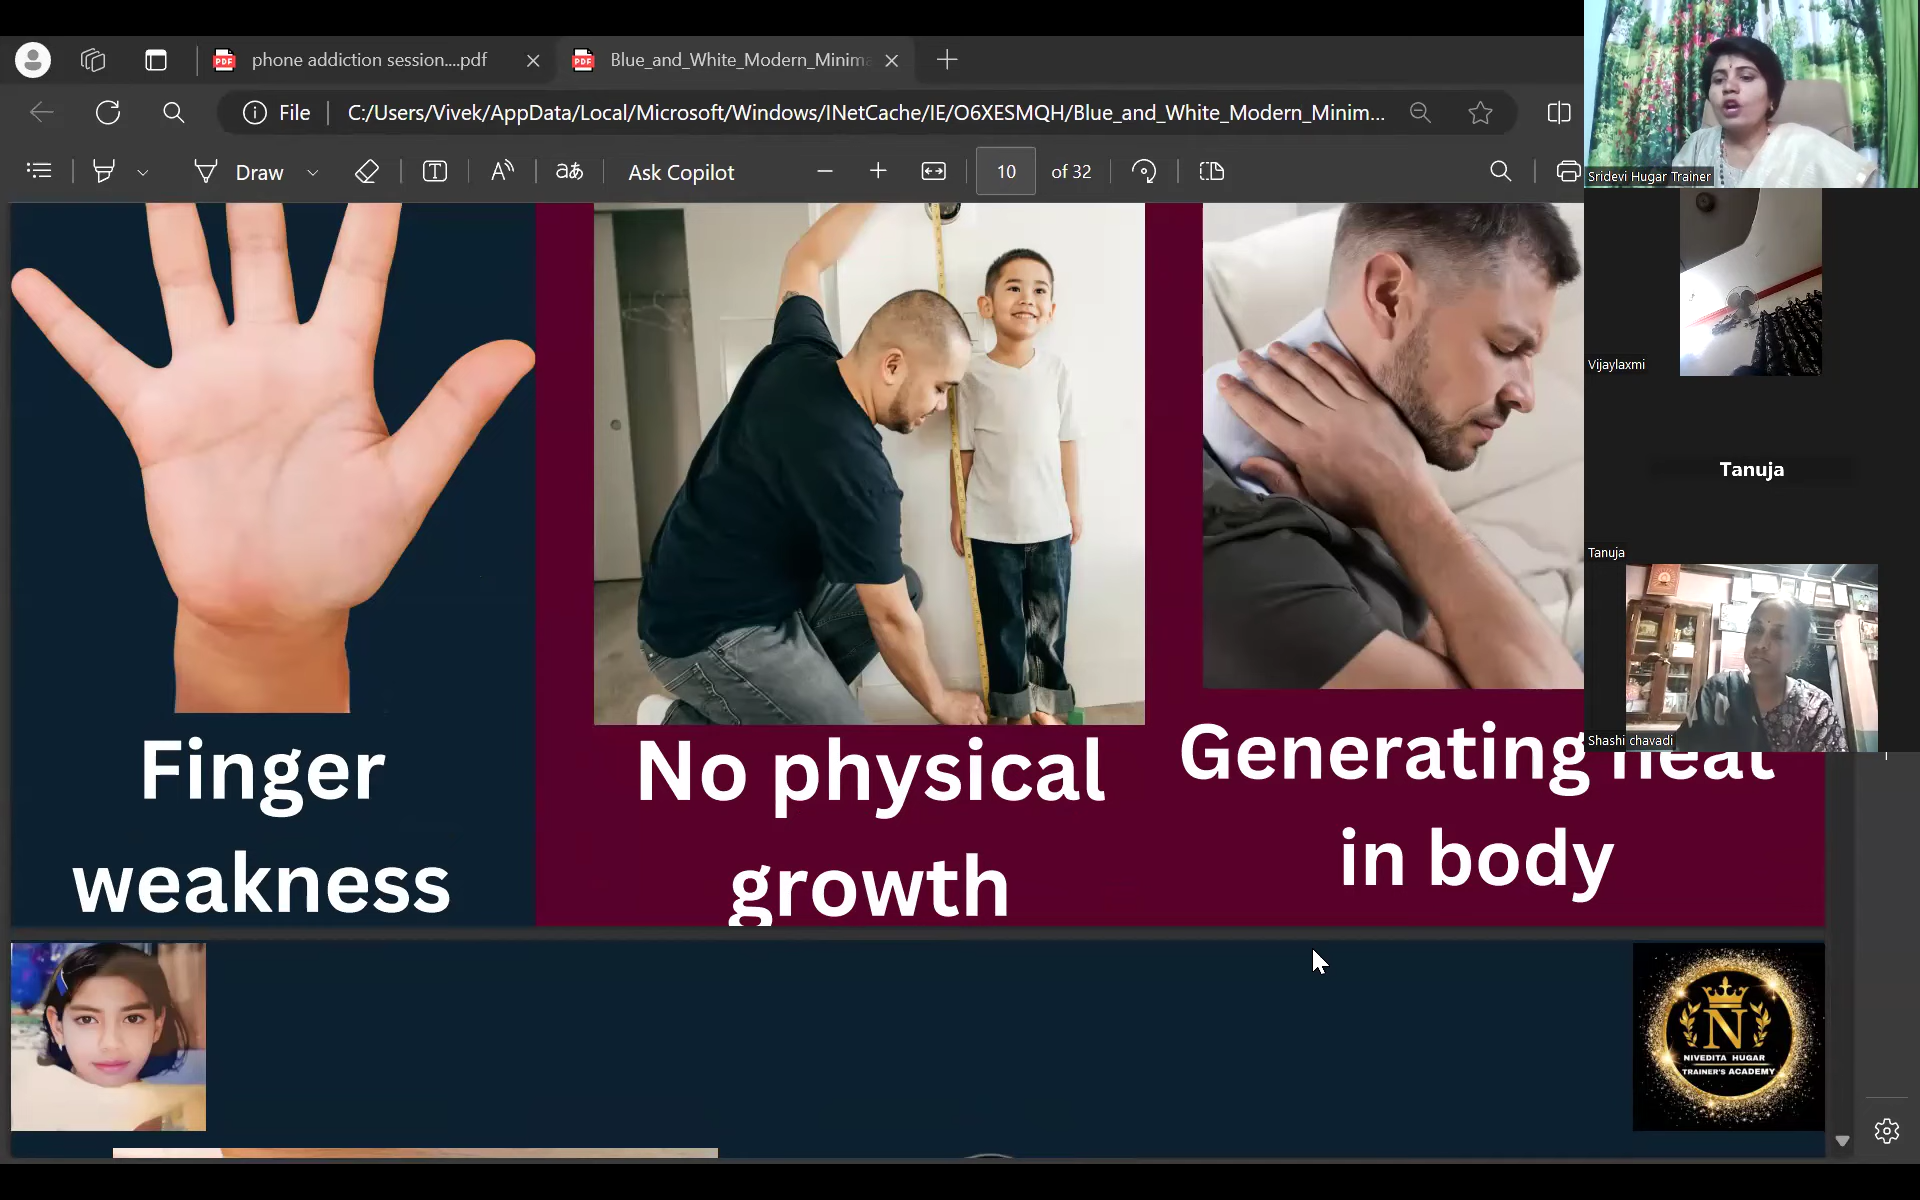 phone addiction session....pdf
Blue_and_White_Modern_Minima
File
C:/Users/Vivek/AppData/Local/Microsoft/Windows/INetCache/IE/O6XESMQH/Blue_and_White_Modern_Minim...
Draw
Ask Copilot
10
of 32
Sridevi Hugar Trainer
Vijaylaxmi
Tanuja
Tanuja
Shashi chavadi
Finger
weakness
No physical
growth
Generating heat
in body
N
NIVEDITA HUGAR
TRAINER'S ACADEMY